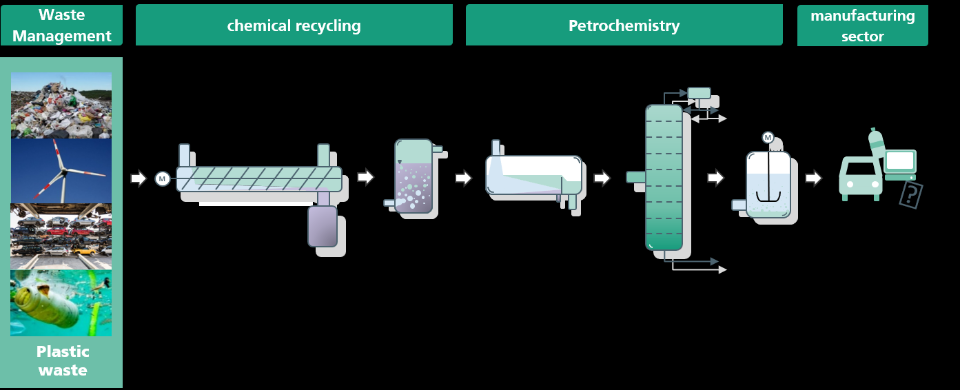 Waste
Management
chemical recycling
Petrochemistry
manufacturing
sector
M
M
?
Plastic
waste